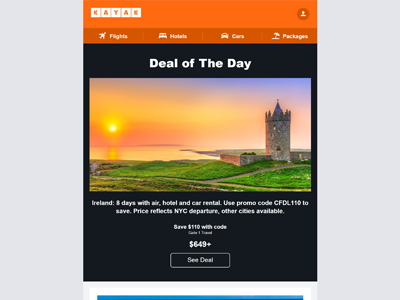 KAYAK
Flights Hotels Cars Packages
Deal of The Day
Ireland: 8 days with air, hotel and car rental. Use promo code CFDL110 to
save. Price reflects NYC departure, other cities available.
Save $110 with code
Gate 1 Travel
$649+
See Deal